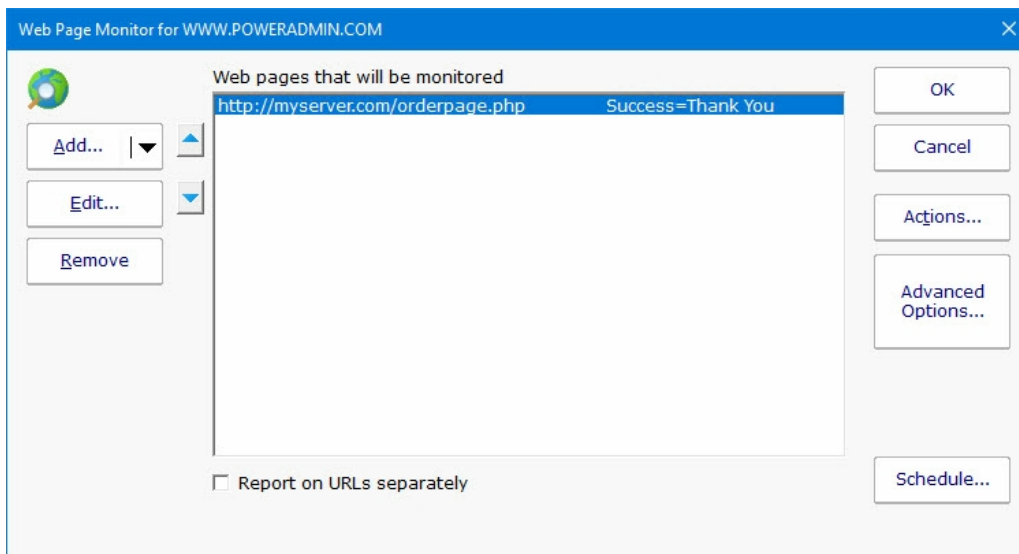 Web Page Monitor for WWW.POWERADMIN.COM
Web pages that will be monitored
http://myserver.com/orderpage.php Success=Thank You
Add...
Edit...
Remove
OK
Cancel
Actions...
Advanced
Options...
Report on URLs separately
Schedule...